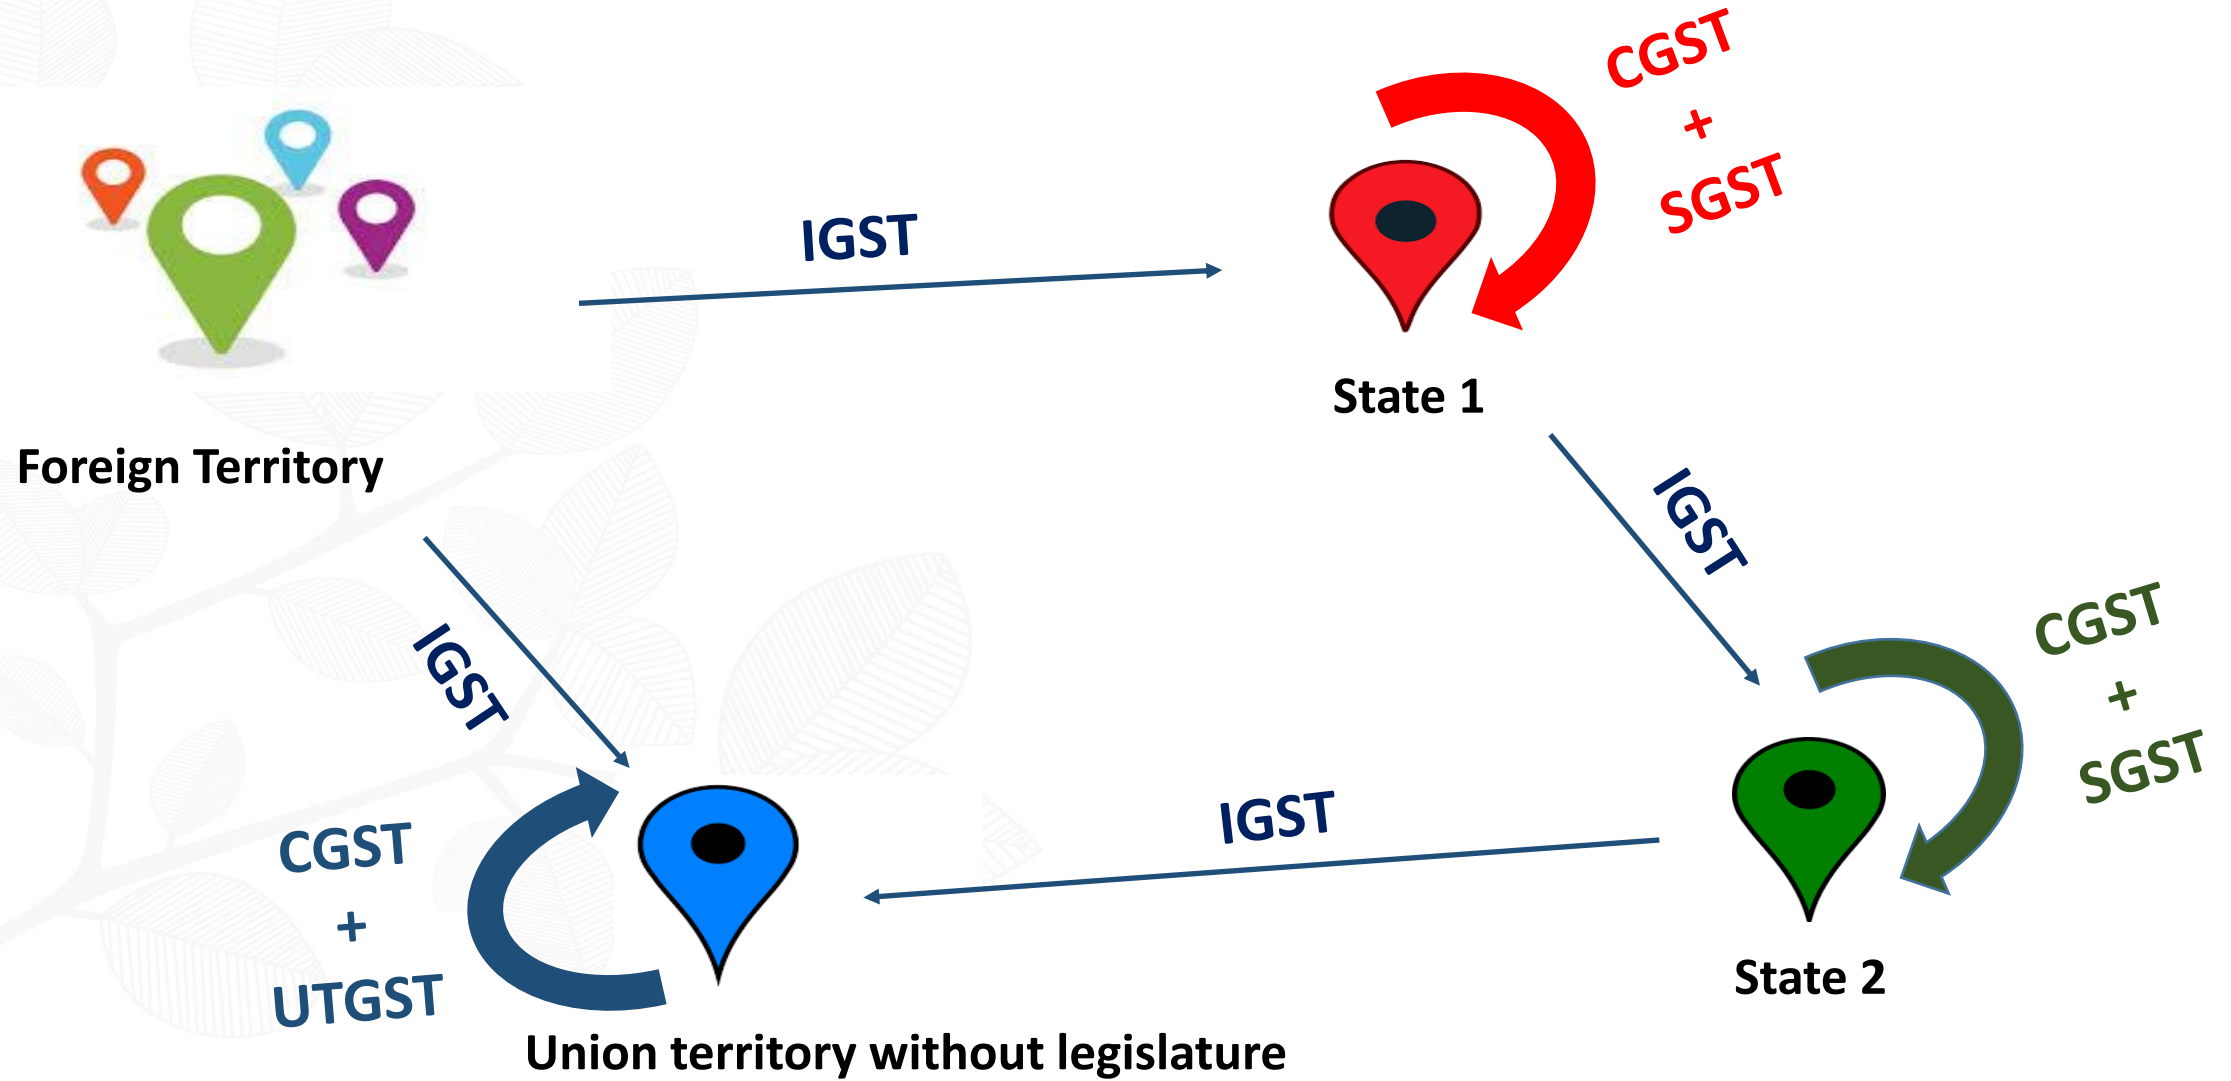 CGST
+
SGST
IGST
State 1
Foreign Territory
IGST
IGST
CGST
+
SGST
CGST
+
UTGST
IGST
State 2
Union territory without legislature